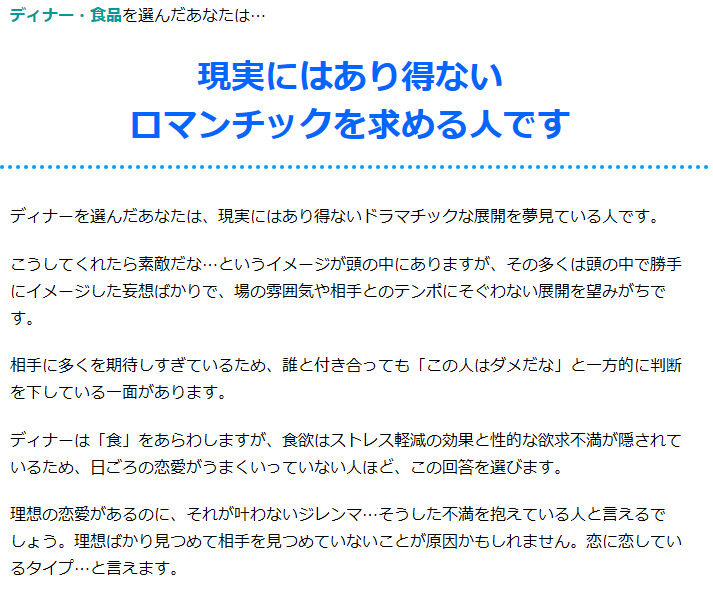 ディナー・食品を選んだあなたは…
現実にはあり得ない
ロマンチックを求める人です
ディナーを選んだあなたは、現実にはあり得ないドラマチックな展開を夢見ている人です。
こうしてくれたら素敵だな…というイメージが頭の中にありますが、その多くは頭の中で勝手
にイメージした妄想ばかりで、場の雰囲気や相手とのテンポにそぐわない展開を望みがちで
す。
相手に多くを期待しすぎているため、誰と付き合っても「この人はダメだな」と一方的に判断
を下している一面があります。
ディナーは「食」をあらわしますが、食欲はストレス軽減の効果と性的な欲求不満が隠されて
いるため、日ごろの恋愛がうまくいっていない人ほど、この回答を選びます。
理想の恋愛があるのに、それが叶わないジレンマ…そうした不満を抱えている人と言えるで
しょう。理想ばかり見つめて相手を見つめていないことが原因かもしれません。恋に恋してい
るタイプ…と言えます。